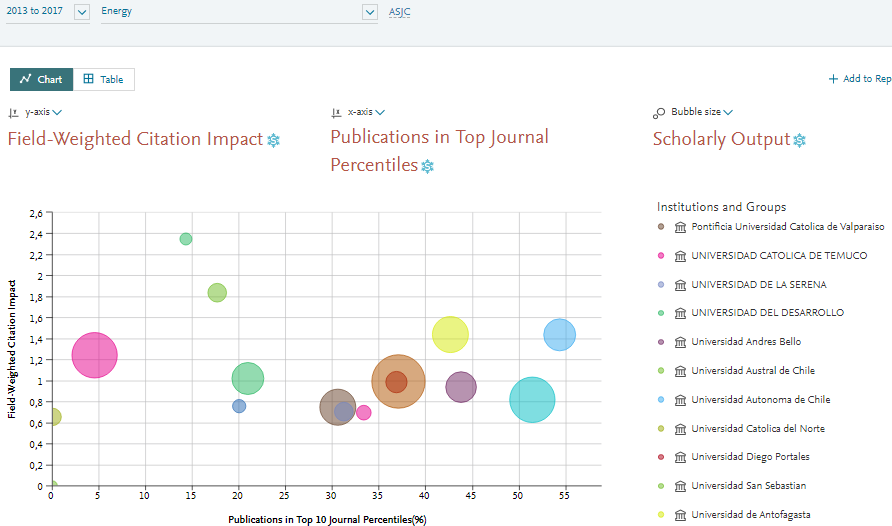 2013 to 2017 Energy ASJC
Chart Table + Add to Rep
y-axis x-axis Bubble size
Field-Weighted Citation Impact Publications in Top Journal Percentiles Scholarly Output
Institutions and Groups
Pontificia Universidad Catolica de Valparaiso
UNIVERSIDAD CATOLICA DE TEMUCO
UNIVERSIDAD DE LA SERENA
UNIVERSIDAD DEL DESARROLLO
Universidad Andres Bello
Universidad Austral de Chile
Universidad Autonoma de Chile
Universidad Catolica del Norte
Universidad Diego Portales
Universidad San Sebastian
Universidad de Antofagasta
Field-Weighted Citation Impact
2,6
2,4
2,2
2
1,8
1,6
1,4
1,2
1
0,8
0,6
0,4
0,2
0
0 5 10 15 20 25 30 35 40 45 50 55
Publications in Top 10 Journal Percentiles(%)